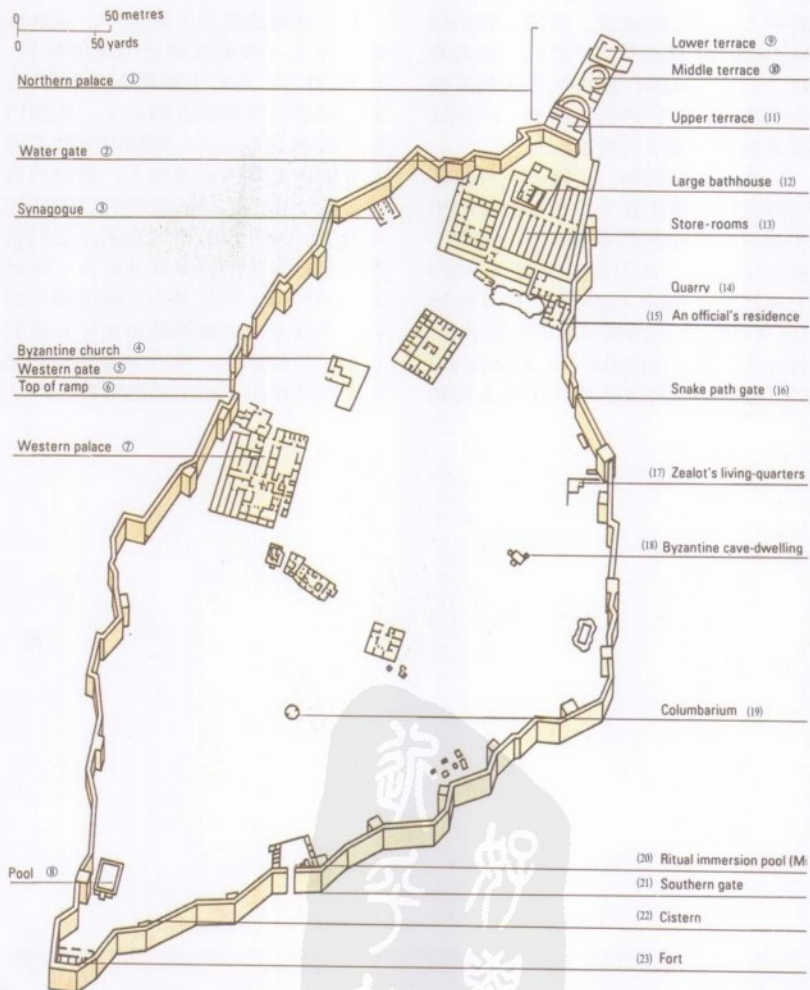 0 50 metres
0 50 yards
Northern palace ①
Water gate ②
Synagogue ③
Byzantine church ④
Western gate ⑤
Top of ramp ⑥
Western palace ⑦
Pool ⑧
Lower terrace ⑨
Middle terrace ⑩
Upper terrace (11)
Large bathhouse (12)
Store-rooms (13)
Quarry (14)
(15) An official's residence
Snake path gate (16)
(17) Zealot's living-quarters
(18) Byzantine cave-dwelling
Columbarium (19)
(20) Ritual immersion pool (Mi
(21) Southern gate
(22) Cistern
(23) Fort